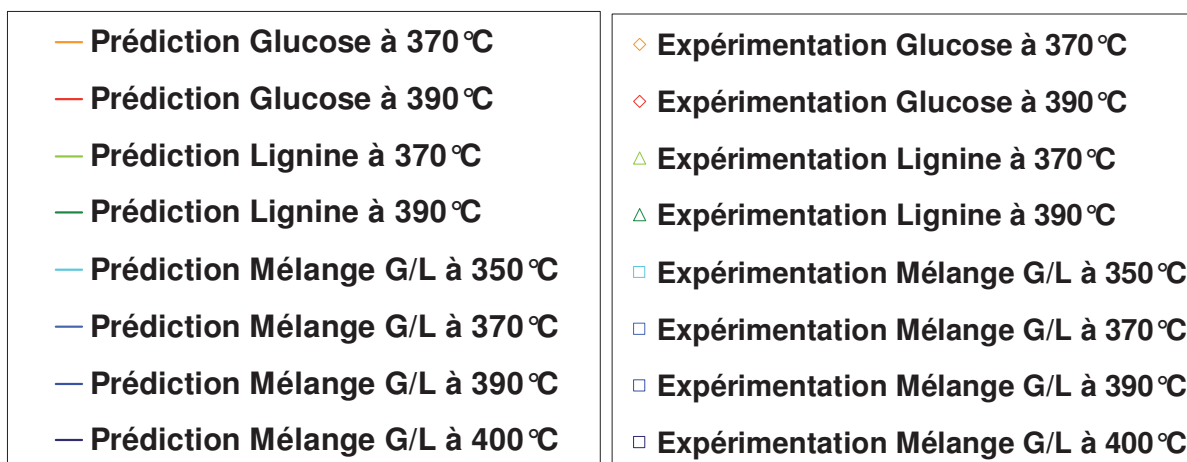 Prédiction Glucose à 370°C
Prédiction Glucose à 390°C
Prédiction Lignine à 370°C
Prédiction Lignine à 390°C
Prédiction Mélange G/L à 350°C
Prédiction Mélange G/L à 370°C
Prédiction Mélange G/L à 390°C
Prédiction Mélange G/L à 400°C
Expérimentation Glucose à 370°C
Expérimentation Glucose à 390°C
Expérimentation Lignine à 370°C
Expérimentation Lignine à 390°C
Expérimentation Mélange G/L à 350°C
Expérimentation Mélange G/L à 370°C
Expérimentation Mélange G/L à 390°C
Expérimentation Mélange G/L à 400°C